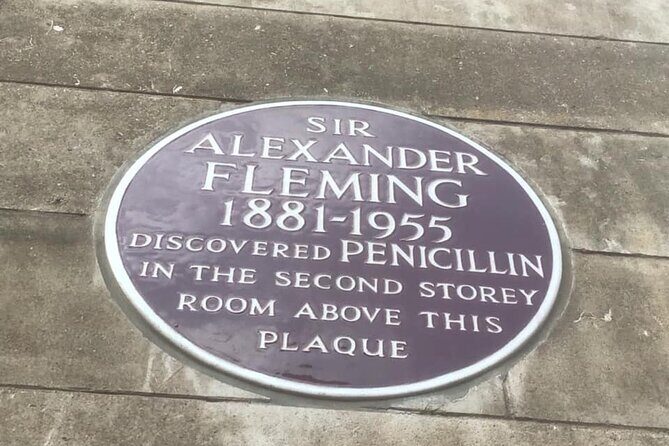 SIR
ALEXANDER
FLEMING
1881-1955
DISCOVERED PENICILLIN
IN THE SECOND STOREY
ROOM ABOVE THIS
PLAQUE